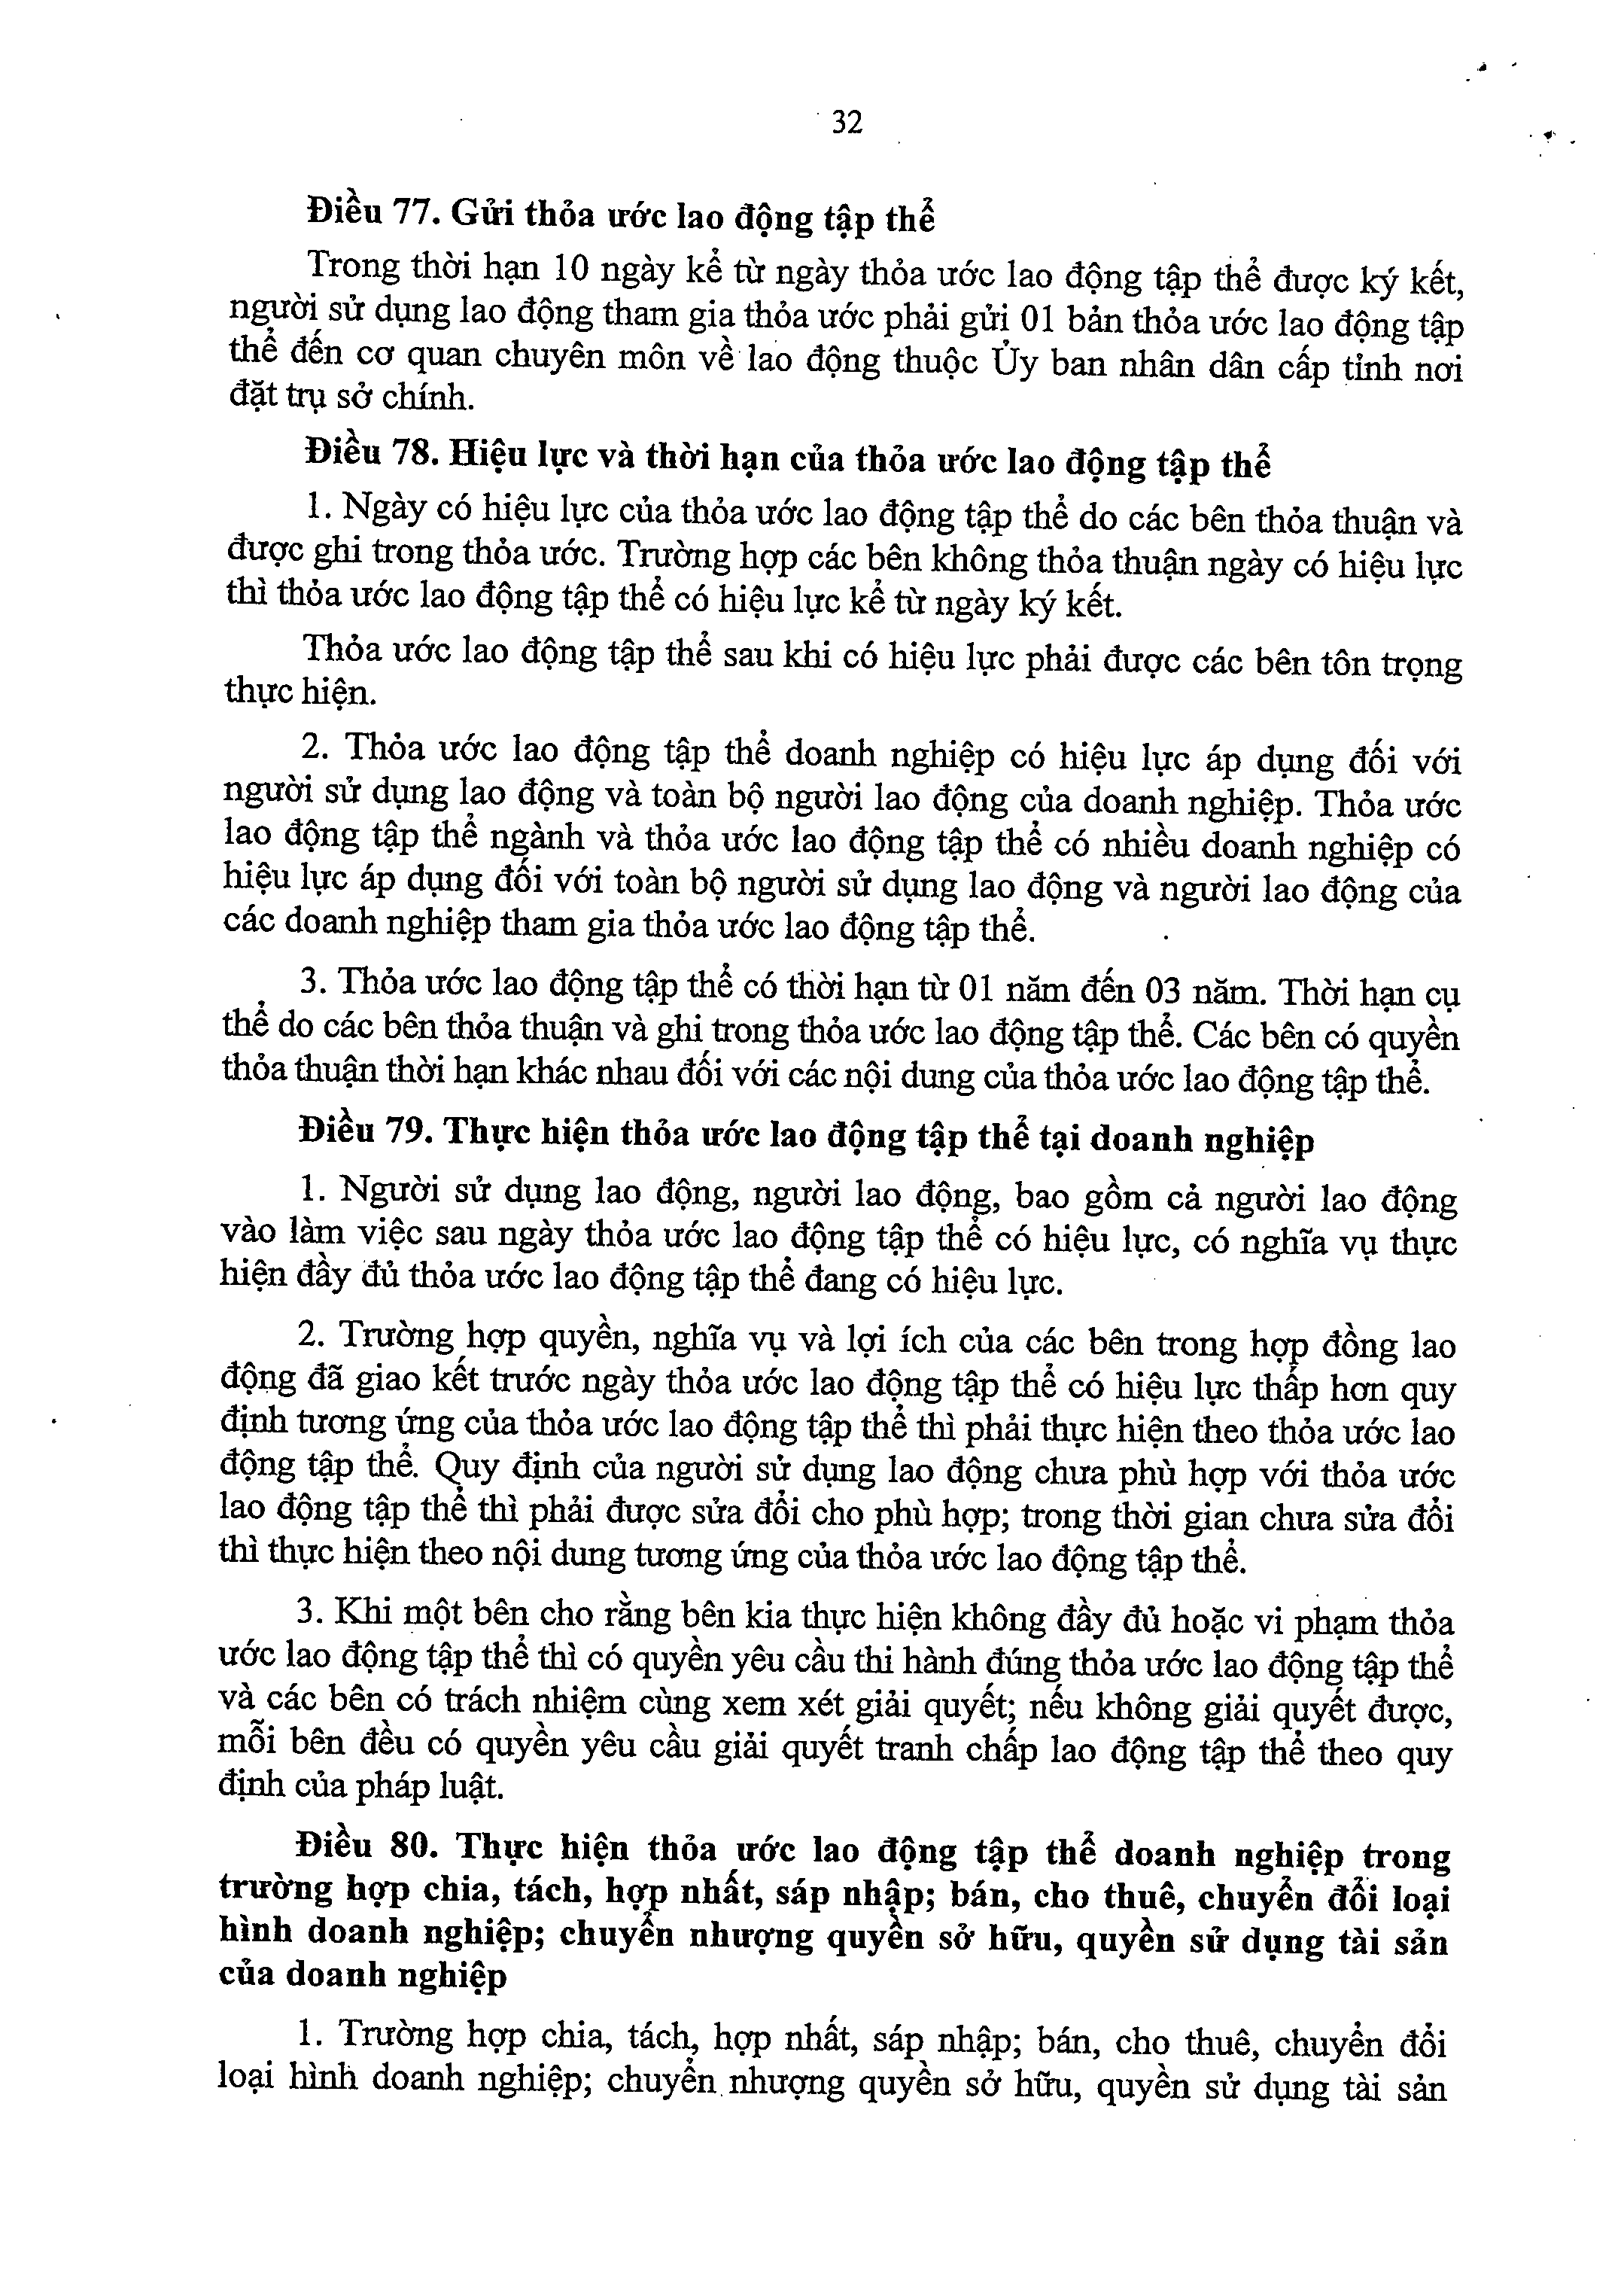 32
Điều 77. Gửi thỏa ước lao động tập thể
Trong thời hạn 10 ngày kể từ ngày thỏa ước lao động tập thể được ký kết,
người sử dụng lao động tham gia thỏa ước phải gửi 01 bản thỏa ước lao động tập
thể đến cơ quan chuyên môn về lao động thuộc Ủy ban nhân dân cấp tỉnh nơi
đặt trụ sở chính.
Điều 78. Hiệu lực và thời hạn của thỏa ước lao động tập thể
1. Ngày có hiệu lực của thỏa ước lao động tập thể do các bên thỏa thuận và
được ghi trong thỏa ước. Trường hợp các bên không thỏa thuận ngày có hiệu lực
thì thỏa ước lao động tập thể có hiệu lực kể từ ngày ký kết.
Thỏa ước lao động tập thể sau khi có hiệu lực phải được các bên tôn trọng
thực hiện.
2. Thỏa ước lao động tập thể doanh nghiệp có hiệu lực áp dụng đối với
người sử dụng lao động và toàn bộ người lao động của doanh nghiệp. Thỏa ước
lao động tập thể ngành và thỏa ước lao động tập thể có nhiều doanh nghiệp có
hiệu lực áp dụng đối với toàn bộ người sử dụng lao động và người lao động của
các doanh nghiệp tham gia thỏa ước lao động tập thể.
3. Thỏa ước lao động tập thể có thời hạn từ 01 năm đến 03 năm. Thời hạn cụ
thể do các bên thỏa thuận và ghi trong thỏa ước lao động tập thể. Các bên có quyền
thỏa thuận thời hạn khác nhau đối với các nội dung của thỏa ước lao động tập thể.
Điều 79. Thực hiện thỏa ước lao động tập thể tại doanh nghiệp
1. Người sử dụng lao động, người lao động, bao gồm cả người lao động
vào làm việc sau ngày thỏa ước lao động tập thể có hiệu lực, có nghĩa vụ thực
hiện đầy đủ thỏa ước lao động tập thể đang có hiệu lực.
2. Trường hợp quyền, nghĩa vụ và lợi ích của các bên trong hợp đồng lao
động đã giao kết trước ngày thỏa ước lao động tập thể có hiệu lực thấp hơn quy
định tương ứng của thỏa ước lao động tập thể thì phải thực hiện theo thỏa ước lao
động tập thể. Quy định của người sử dụng lao động chưa phù hợp với thỏa ước
lao động tập thể thì phải được sửa đổi cho phù hợp; trong thời gian chưa sửa đổi
thì thực hiện theo nội dung tương ứng của thỏa ước lao động tập thể.
3. Khi một bên cho rằng bên kia thực hiện không đầy đủ hoặc vi phạm thỏa
ước lao động tập thể thì có quyền yêu cầu thi hành đúng thỏa ước lao động tập thể
và các bên có trách nhiệm cùng xem xét giải quyết; nếu không giải quyết được,
mỗi bên đều có quyền yêu cầu giải quyết tranh chấp lao động tập thể theo quy
định của pháp luật.
Điều 80. Thực hiện thỏa ước lao động tập thể doanh nghiệp trong
trường hợp chia, tách, hợp nhất, sáp nhập; bán, cho thuê, chuyển đổi loại
hình doanh nghiệp; chuyển nhượng quyền sở hữu, quyền sử dụng tài sản
của doanh nghiệp
1. Trường hợp chia, tách, hợp nhất, sáp nhập; bán, cho thuê, chuyển đổi
loại hình doanh nghiệp; chuyển nhượng quyền sở hữu, quyền sử dụng tài sản